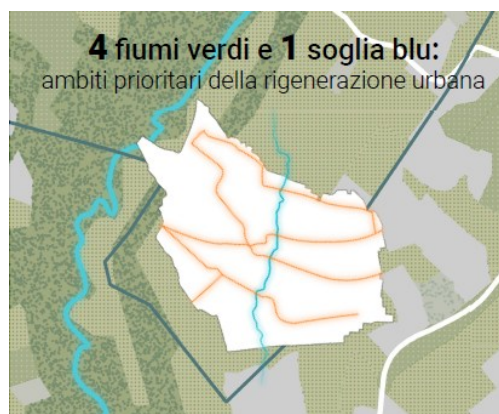 4 fiumi verdi e 1 soglia blu:
ambiti prioritari della rigenerazione urbana